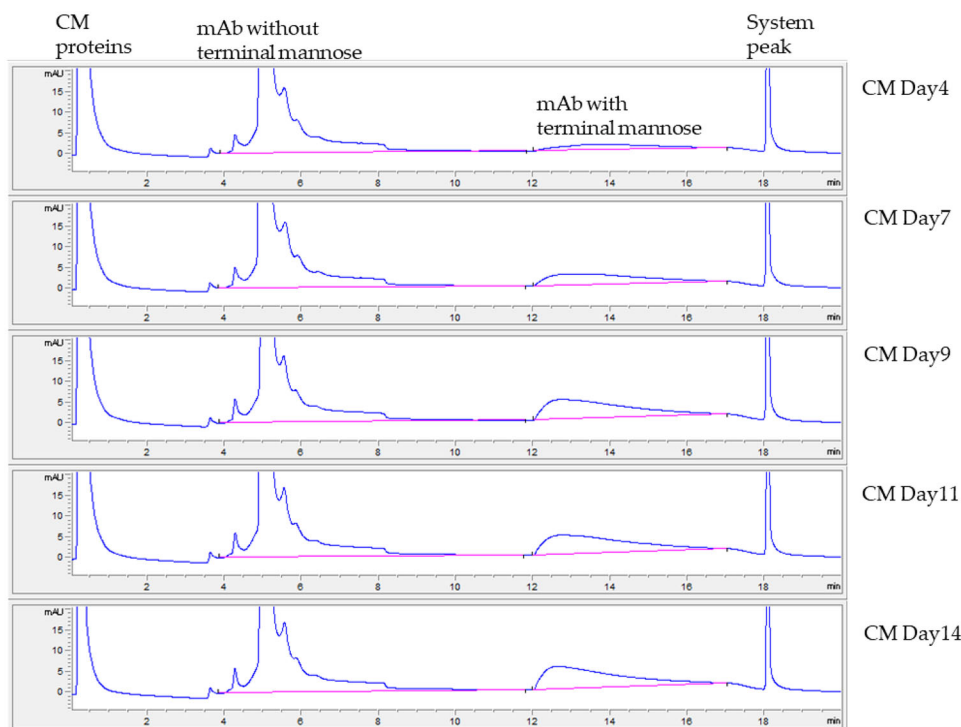 CM
proteins
mAb without
terminal mannose
System
peak
mAb with
terminal mannose
CM Day4
mAU
15
10
5
0
2 4 6 8 10 12 14 16 18 min
CM Day7
mAU
15
10
5
0
2 4 6 8 10 12 14 16 18 min
CM Day9
mAU
15
10
5
0
2 4 6 8 10 12 14 16 18 min
CM Day11
mAU
15
10
5
0
2 4 6 8 10 12 14 16 18 min
CM Day14
mAU
15
10
5
0
2 4 6 8 10 12 14 16 18 min